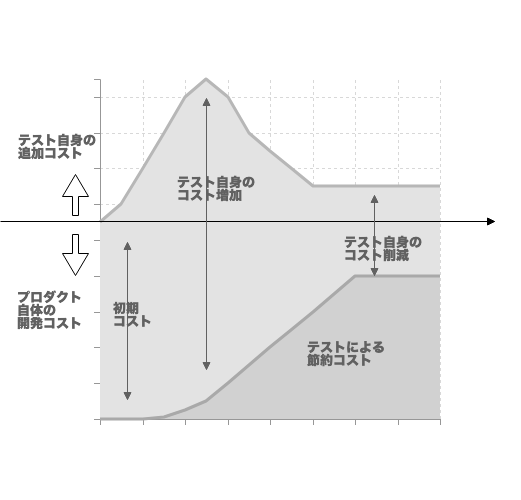 テスト自身の
追加コスト
テスト自身の
コスト増加
テスト自身の
コスト削減
プロダクト
自体の
開発コスト
初期
コスト
テストによる
節約コスト